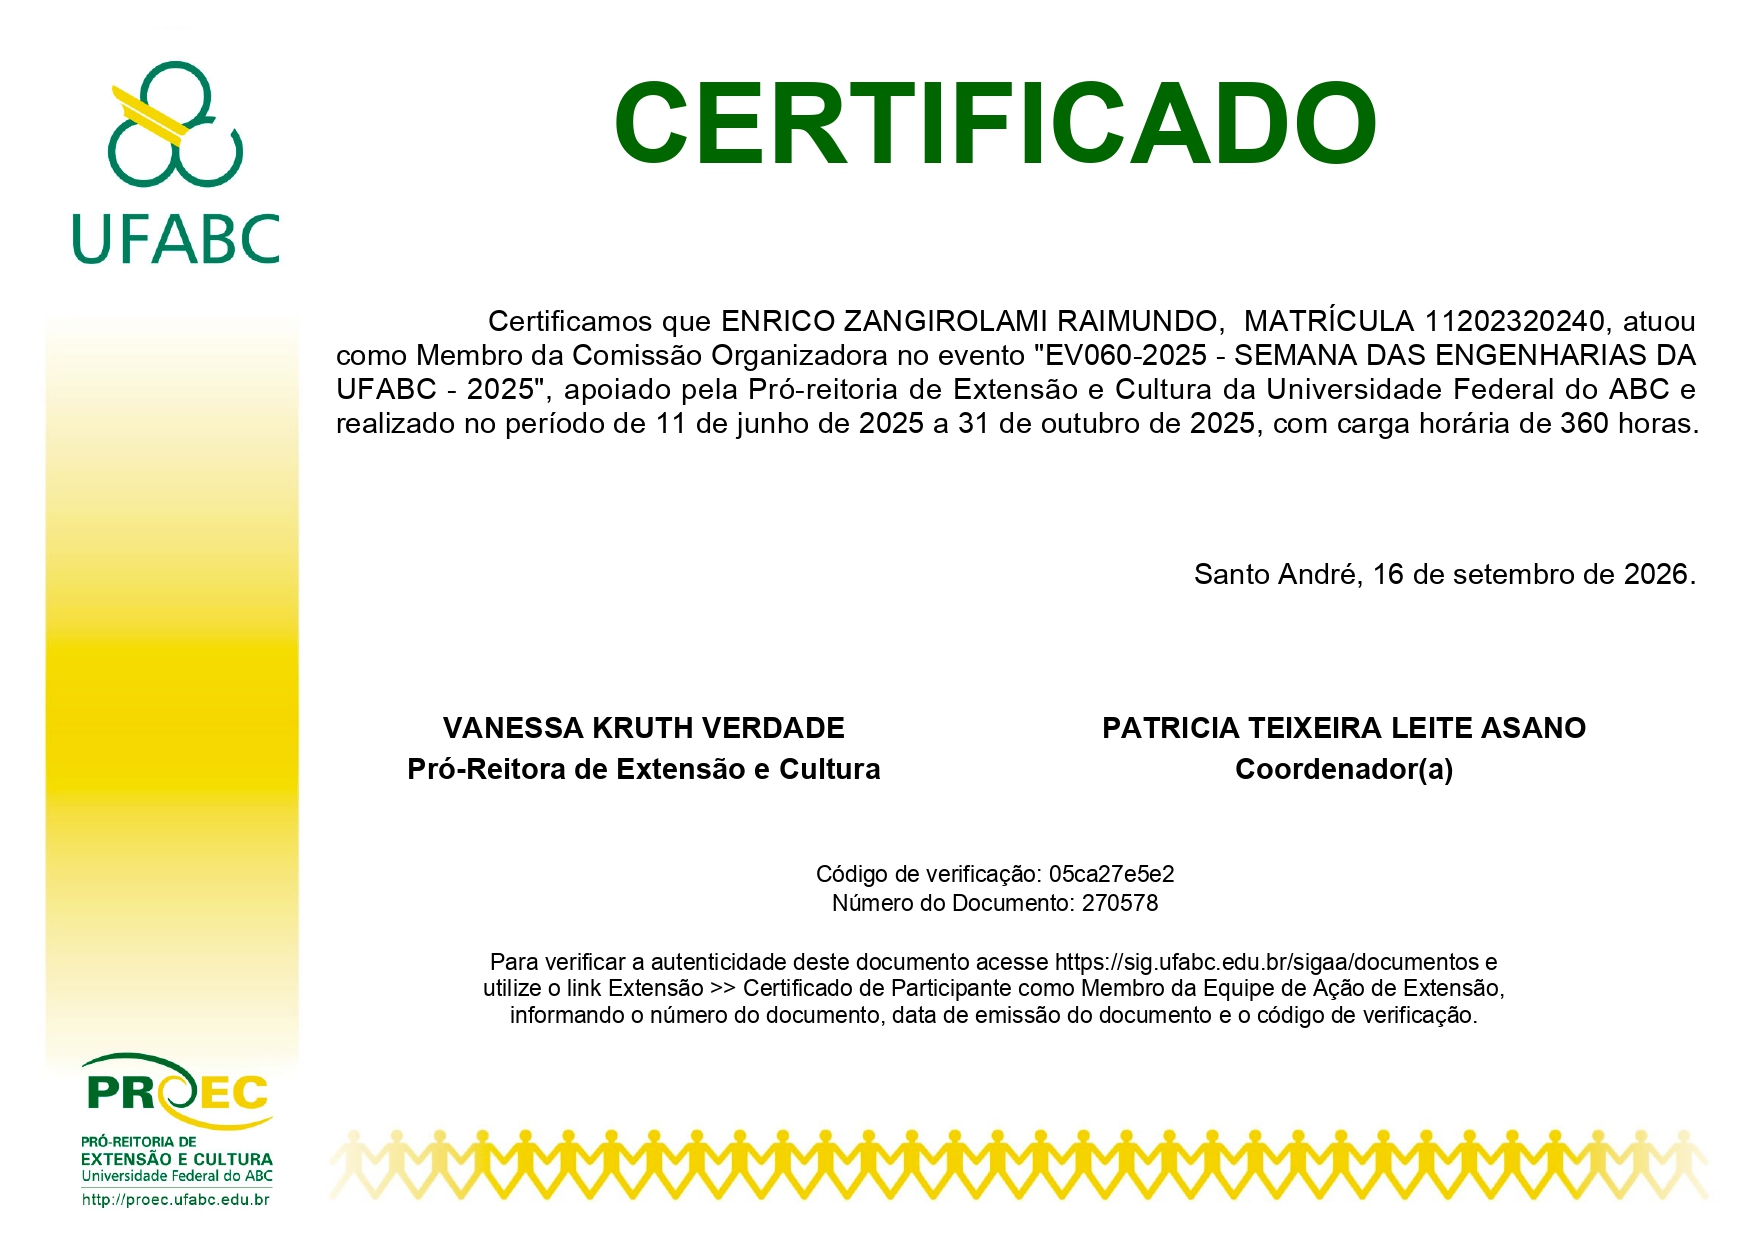 UFABC
CERTIFICADO
Certificamos que ENRICO ZANGIROLAMI RAIMUNDO,  MATRÍCULA 11202320240, atuou
como Membro da Comissão Organizadora no evento "EV060-2025 - SEMANA DAS ENGENHARIAS DA
UFABC - 2025", apoiado pela Pró-reitoria de Extensão e Cultura da Universidade Federal do ABC e
realizado no período de 11 de junho de 2025 a 31 de outubro de 2025, com carga horária de 360 horas.
Santo André, 16 de setembro de 2026.
VANESSA KRUTH VERDADE
Pró-Reitora de Extensão e Cultura
PATRICIA TEIXEIRA LEITE ASANO
Coordenador(a)
Código de verificação: 05ca27e5e2
Número do Documento: 270578
Para verificar a autenticidade deste documento acesse https://sig.ufabc.edu.br/sigaa/documentos e
utilize o link Extensão >> Certificado de Participante como Membro da Equipe de Ação de Extensão,
informando o número do documento, data de emissão do documento e o código de verificação.
PROEC
PRÓ-REITORIA DE
EXTENSÃO E CULTURA
Universidade Federal do ABC
http://proec.ufabc.edu.br